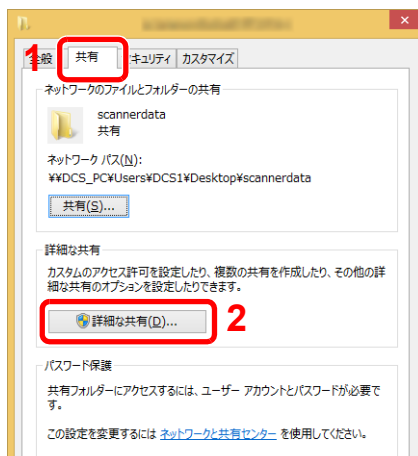 1
全般
共有
キュリティ
カスタマイズ
ネットワークのファイルとフォルダーの共有
scannerdata
共有
ネットワーク パス(N):
¥¥DCS_PC¥Users¥DCS1¥Desktop¥scannerdata
共有(S)...
詳細な共有
カスタムのアクセス許可を設定したり、複数の共有を作成したり、その他の詳
細な共有のオプションを設定したりできます。
詳細な共有(D)...
2
パスワード保護
共有フォルダーにアクセスするには、ユーザー アカウントとパスワードが必要で
す。
この設定を変更するには ネットワークと共有センター を使用してください。